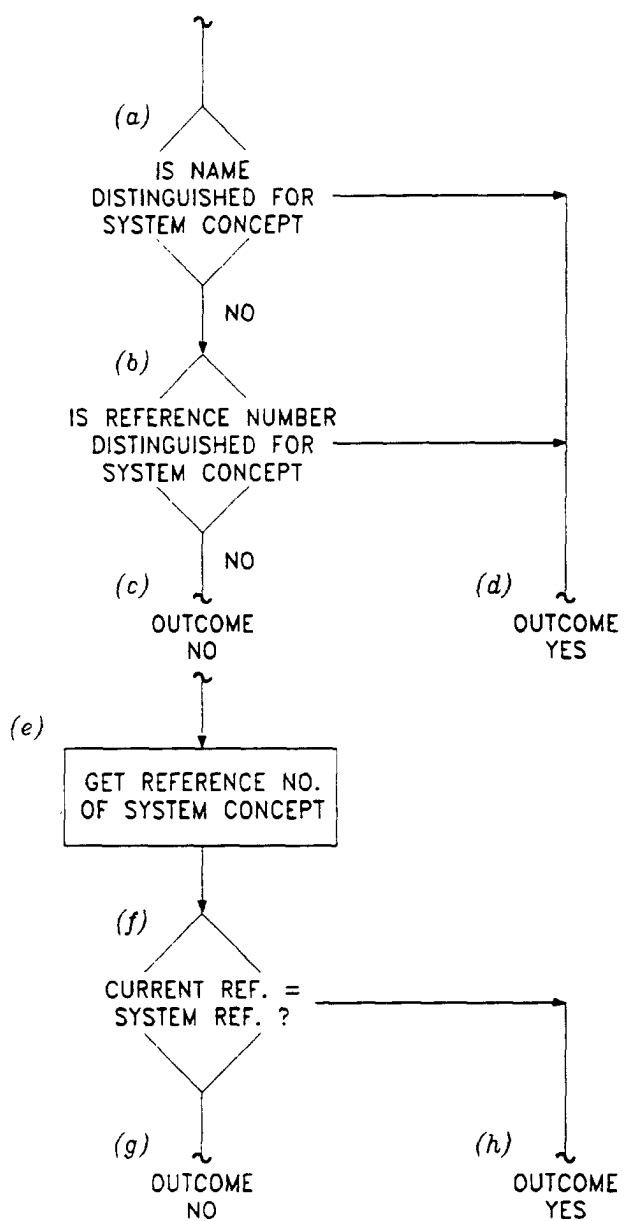 (a)
IS NAME
DISTINGUISHED FOR
SYSTEM CONCEPT
NO
(b)
IS REFERENCE NUMBER
DISTINGUISHED FOR
SYSTEM CONCEPT
NO
(c)
OUTCOME
NO
(d)
OUTCOME
YES
(e)
GET REFERENCE NO.
OF SYSTEM CONCEPT
(f)
CURRENT REF. =
SYSTEM REF. ?
(g)
OUTCOME
NO
(h)
OUTCOME
YES